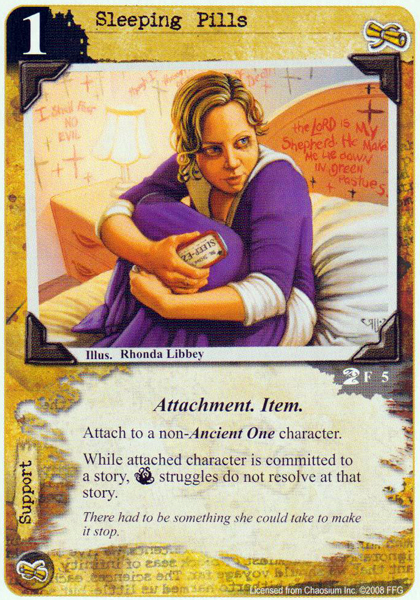 1
Sleeping Pills
I Shall Fear
NO
EVIL
the LORD is MY
Shepherd. He Makes
Me lie down
IN green
Pastures.
SLEEP-EZ
Illus. Rhonda Libbey
F 5
Attachment. Item.
Attach to a non-Ancient One character.
While attached character is committed to
a story, struggles do not resolve at that
story.
There had to be something she could take to make
it stop.
Support
Licensed from Chaosium Inc. ©2008 FFG